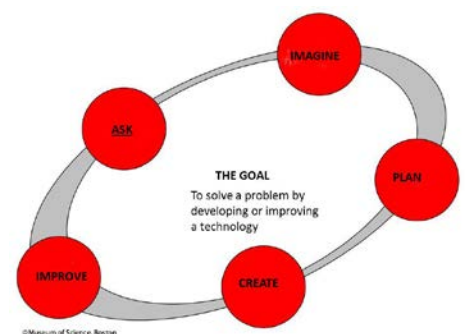 IMAGINE
ASK
PLAN
THE GOAL
To solve a problem by
developing or improving
a technology
IMPROVE
CREATE
©Museum of Science, Boston